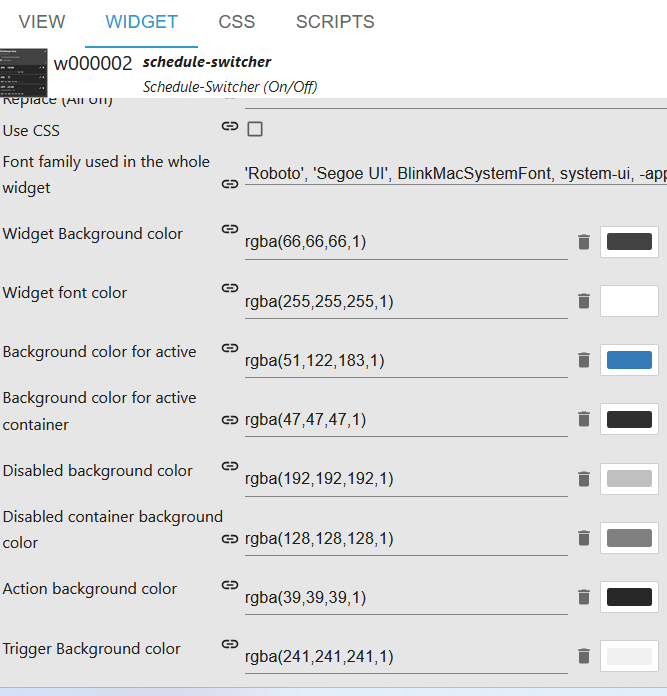 VIEW WIDGET CSS SCRIPTS
w000002 schedule-switcher
Schedule-Switcher (On/Off)
Replace (All off)
Use CSS
Font family used in the whole
widget
'Roboto', 'Segoe UI', BlinkMacSystemFont, system-ui, -app
Widget Background color
rgba(66,66,66,1)
Widget font color
rgba(255,255,255,1)
Background color for active
rgba(51,122,183,1)
Background color for active
container
rgba(47,47,47,1)
Disabled background color
rgba(192,192,192,1)
Disabled container background
color
rgba(128,128,128,1)
Action background color
rgba(39,39,39,1)
Trigger Background color
rgba(241,241,241,1)